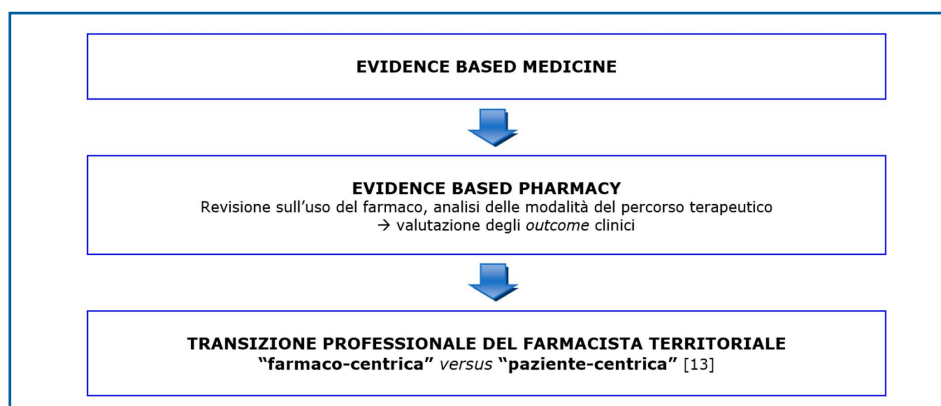 EVIDENCE BASED MEDICINE
EVIDENCE BASED PHARMACY
Revisione sull’uso del farmaco, analisi delle modalità del percorso terapeutico
→ valutazione degli outcome clinici
TRANSIZIONE PROFESSIONALE DEL FARMACISTA TERRITORIALE
“farmaco-centrica” versus “paziente-centrica” [13]